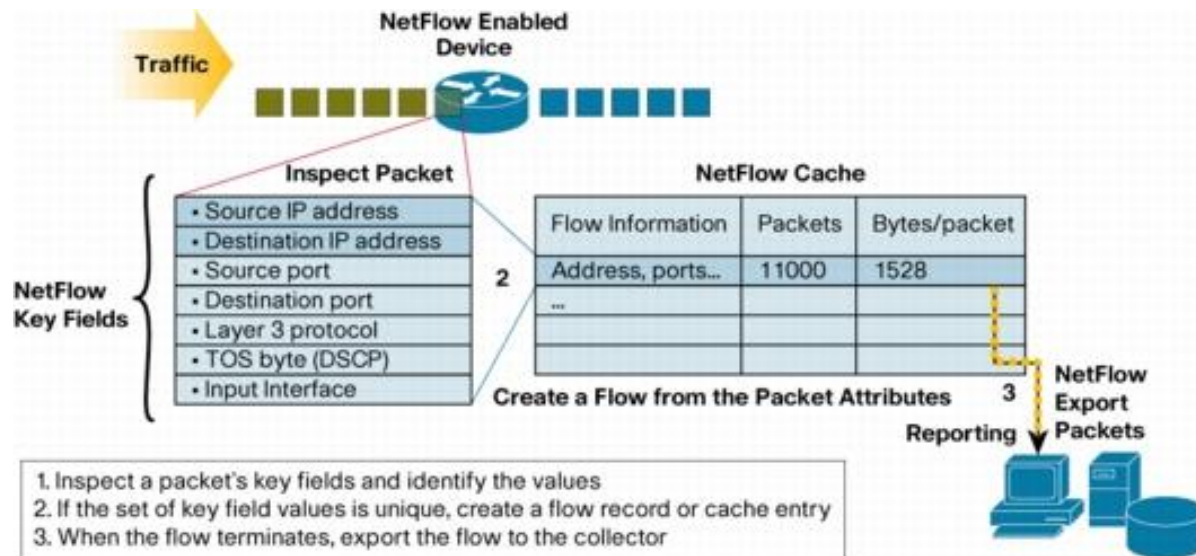 NetFlow Enabled
Device
Traffic
Inspect Packet
NetFlow Cache
NetFlow
Key Fields
• Source IP address
• Destination IP address
• Source port
• Destination port
• Layer 3 protocol
• TOS byte (DSCP)
• Input Interface
2
Flow Information Packets Bytes/packet
Address, ports... 11000 1528
...
Create a Flow from the Packet Attributes
3
NetFlow
Export
Packets
Reporting
1. Inspect a packet's key fields and identify the values
2. If the set of key field values is unique, create a flow record or cache entry
3. When the flow terminates, export the flow to the collector